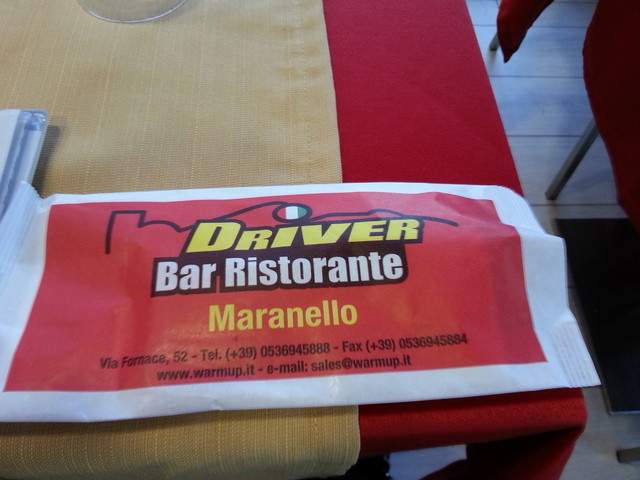 DRIVER
Bar Ristorante
Maranello
Via Fornace, 52 - Tel. (+39) 0536945888 - Fax (+39) 0536945884
www.warmup.it - e-mail: sales@warmup.it